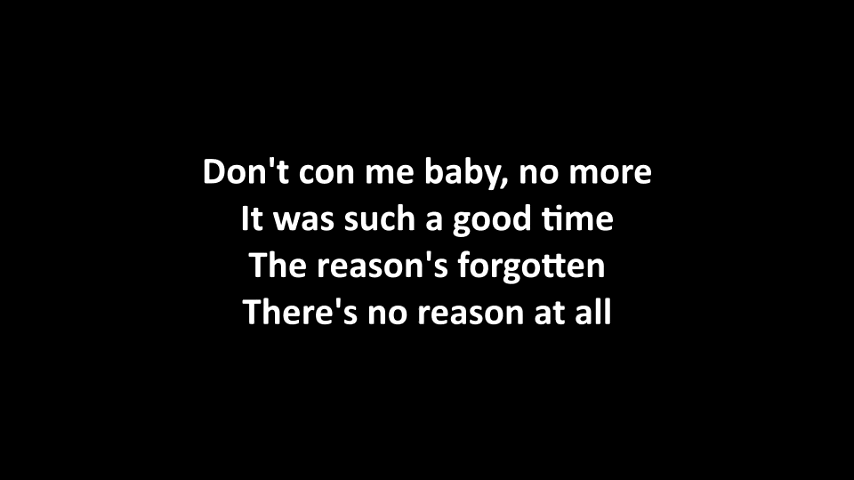 Don't con me baby, no more
It was such a good time
The reason's forgotten
There's no reason at all